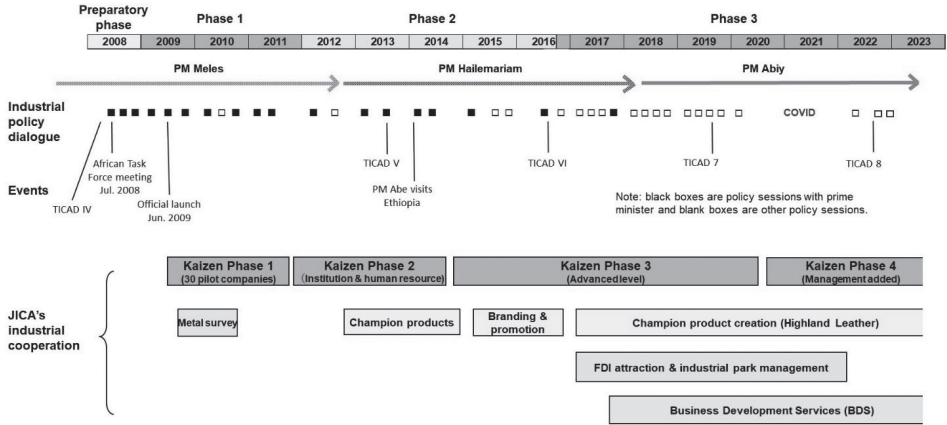 Preparatory phase
Phase 1
Phase 2
Phase 3
2008 2009 2010 2011 2012 2013 2014 2015 2016 2017 2018 2019 2020 2021 2022 2023
PM Meles
PM Hailemariam
PM Abiy
Industrial
policy
dialogue
COVID
Events
TICAD IV
African Task
Force meeting
Jul. 2008
Official launch
Jun. 2009
TICAD V
PM Abe visits
Ethiopia
TICAD VI
TICAD 7
TICAD 8
Note: black boxes are policy sessions with prime
minister and blank boxes are other policy sessions.
JICA's
industrial
cooperation
Kaizen Phase 1
(30 pilot companies)
Kaizen Phase 2
(Institution & human resource)
Kaizen Phase 3
(Advanced level)
Kaizen Phase 4
(Management added)
Metal survey
Champion products
Branding &
promotion
Champion product creation (Highland Leather)
FDI attraction & industrial park management
Business Development Services (BDS)